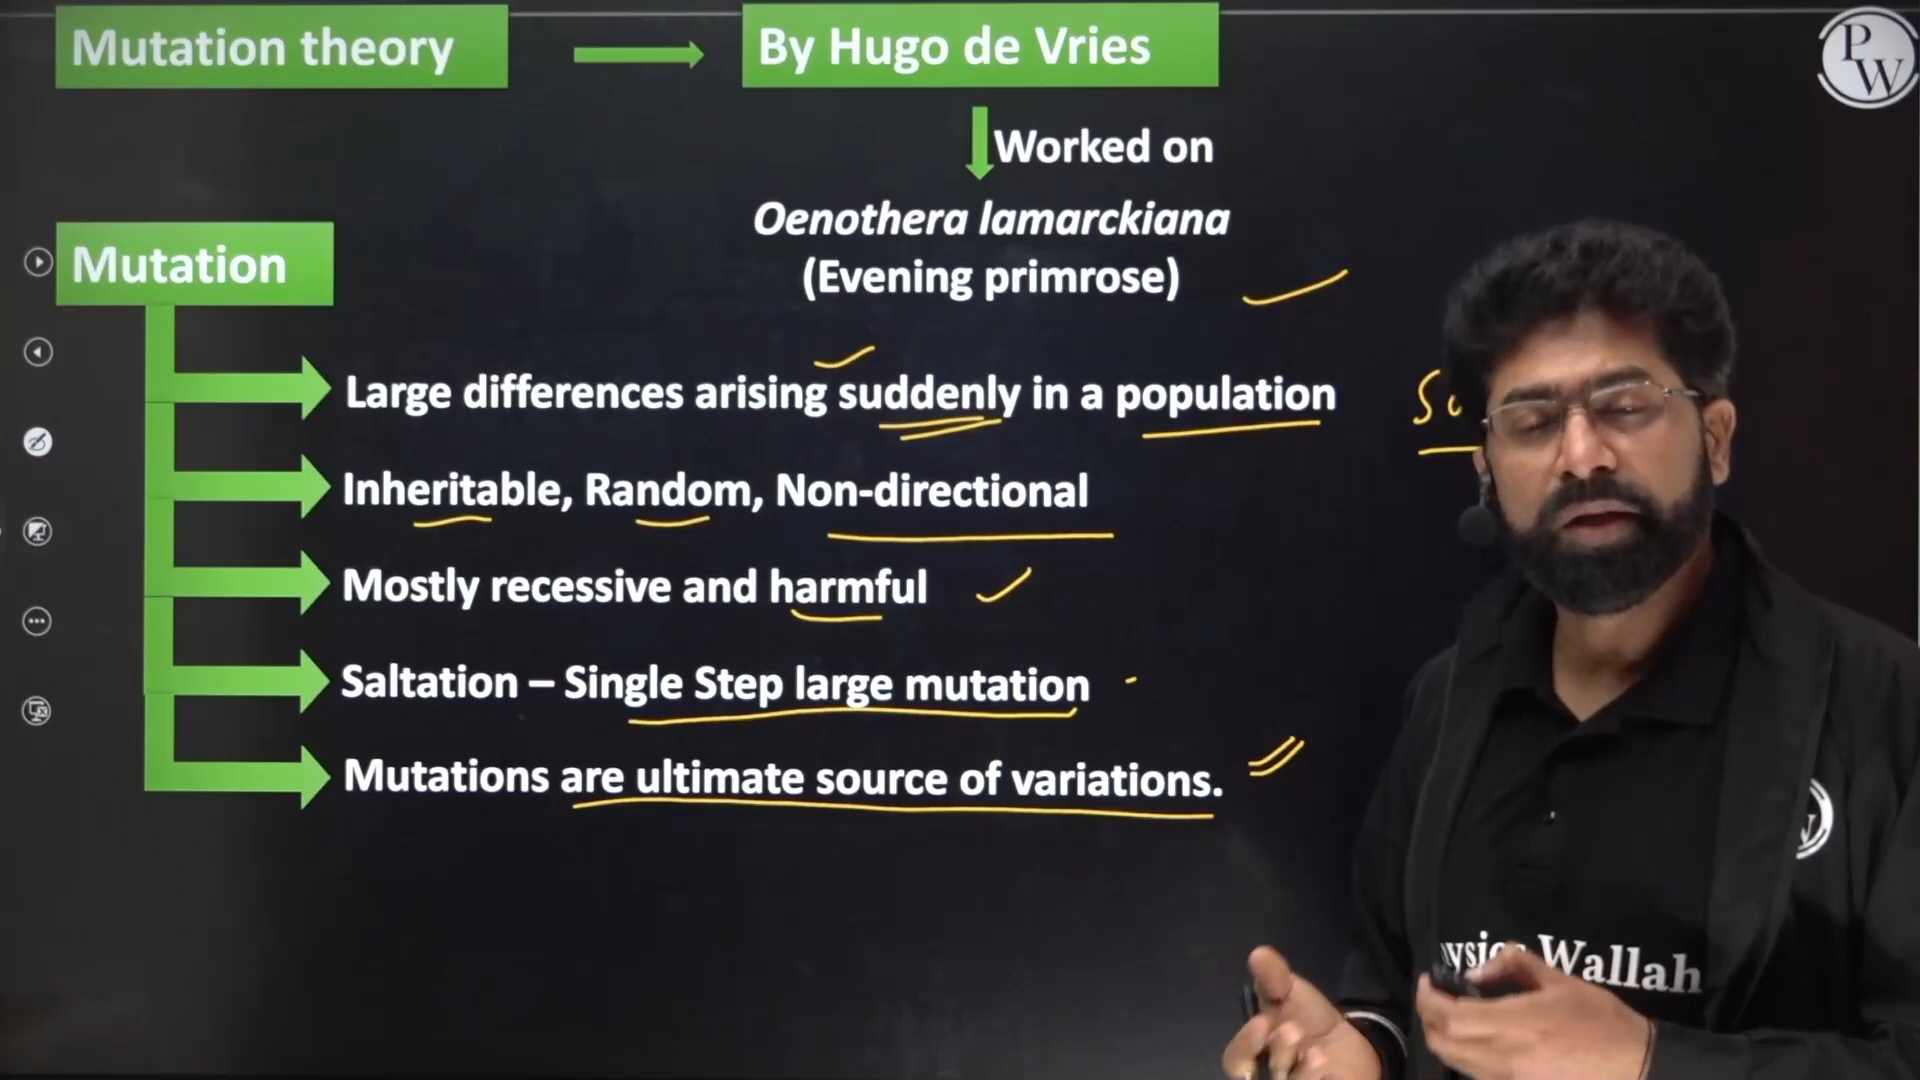 Mutation theory
By Hugo de Vries
PW
Worked on
Oenothera lamarckiana
(Evening primrose)
Mutation
Large differences arising suddenly in a population
Inheritable, Random, Non-directional
Mostly recessive and harmful
Saltation – Single Step large mutation
Mutations are ultimate source of variations.
Wallah